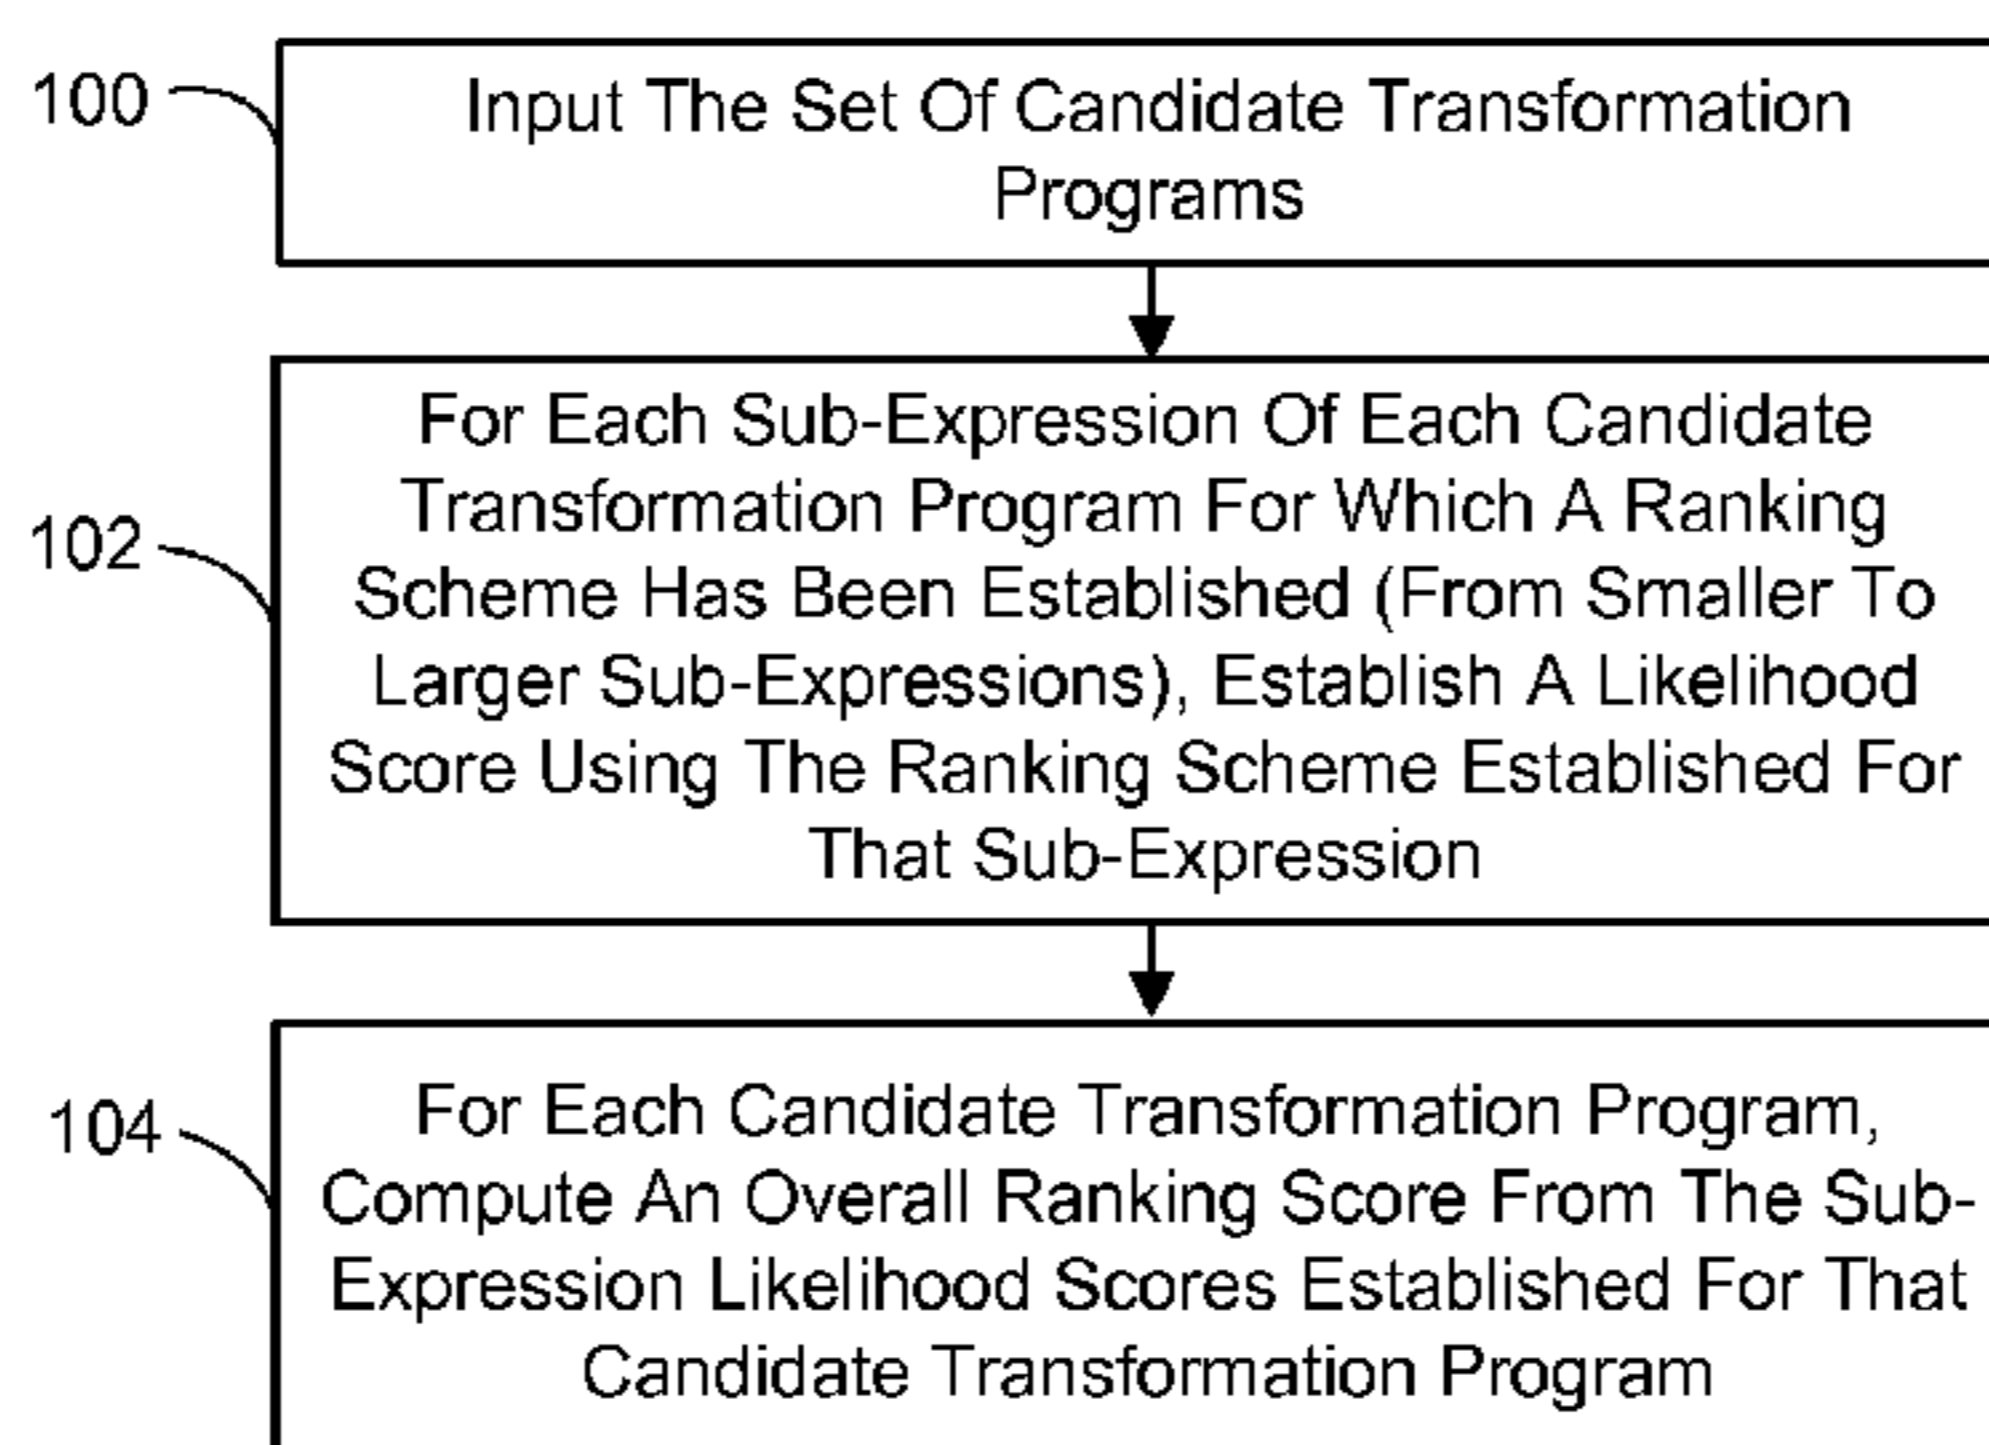 100
Input The Set Of Candidate Transformation
Programs
102
For Each Sub-Expression Of Each Candidate
Transformation Program For Which A Ranking
Scheme Has Been Established (From Smaller To
Larger Sub-Expressions), Establish A Likelihood
Score Using The Ranking Scheme Established For
That Sub-Expression
104
For Each Candidate Transformation Program,
Compute An Overall Ranking Score From The Sub-
Expression Likelihood Scores Established For That
Candidate Transformation Program